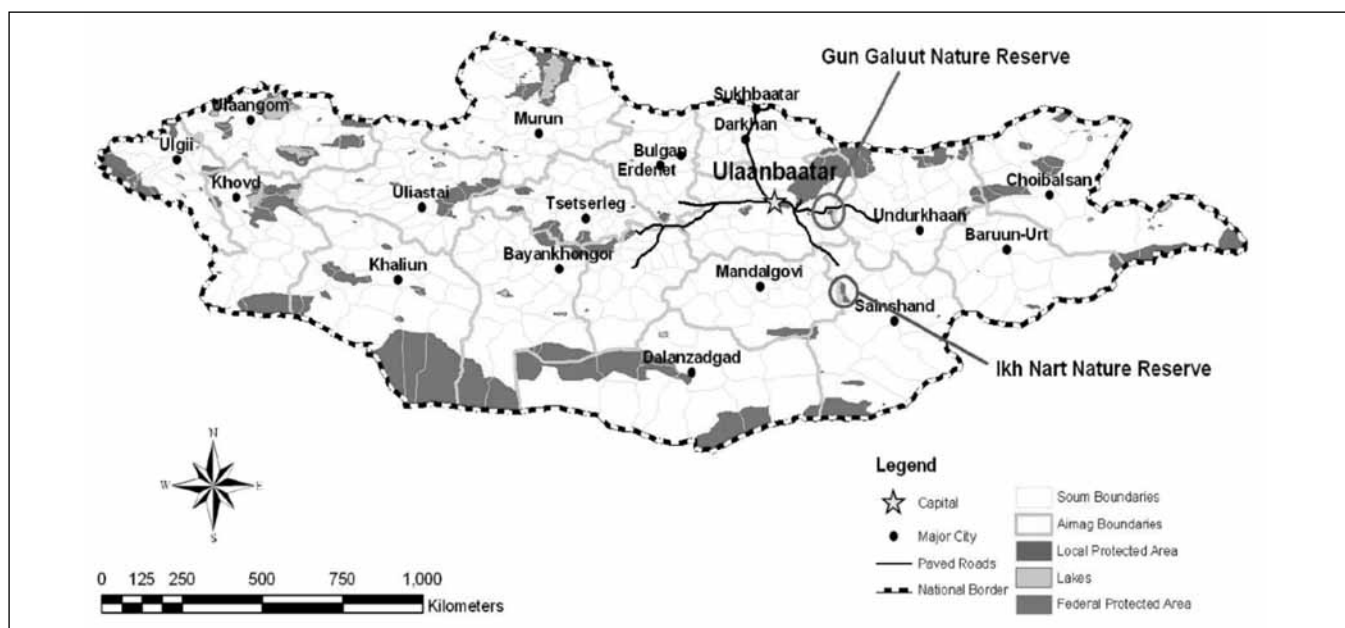 Gun Galuut Nature Reserve
Sukhbaatar
Ulaangom
Murun
Darkhan
Ulgii
Bulgan
Erdenet
Ulaanbaatar
Khovd
Uliastai
Choibalsan
Tsetserleg
Undurkhaan
Baruun-Urt
Bayankhongor
Khaliun
Mandalgovi
Sainshand
Dalanzadgad
Ikh Nart Nature Reserve
N
W
E
S
Legend
Capital
Major City
Paved Roads
National Border
Soum Boundaries
Aimag Boundaries
Local Protected Area
Lakes
Federal Protected Area
0 125 250 500 750 1,000
Kilometers